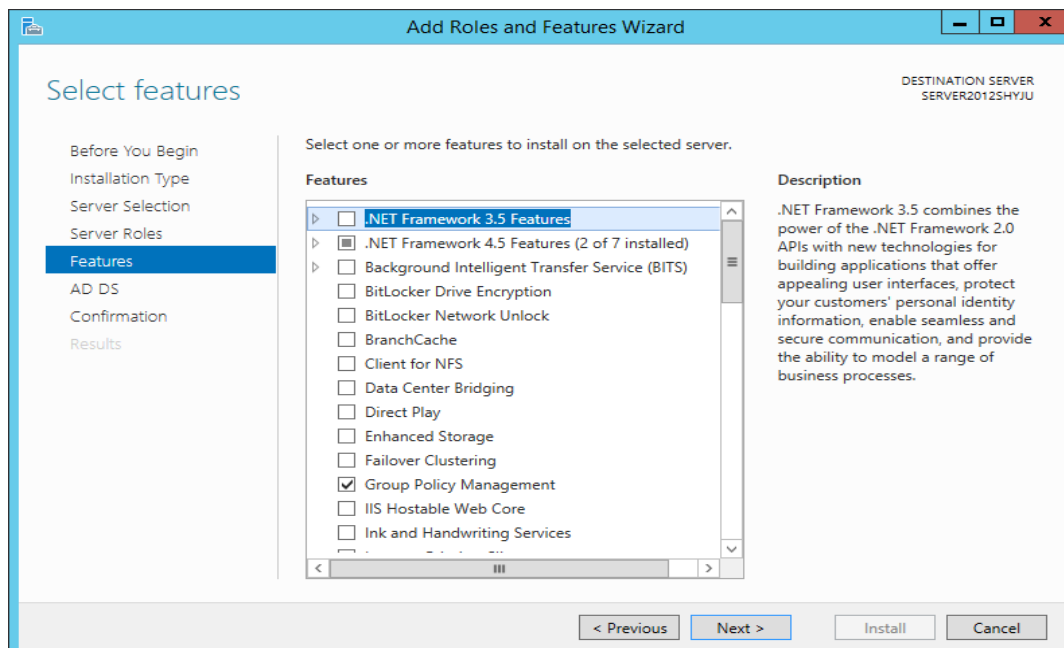 Add Roles and Features Wizard
Select features
DESTINATION SERVER
SERVER2012SHYJU
Before You Begin
Installation Type
Server Selection
Server Roles
Features
AD DS
Confirmation
Results
Select one or more features to install on the selected server.
Features
.NET Framework 3.5 Features
.NET Framework 4.5 Features (2 of 7 installed)
Background Intelligent Transfer Service (BITS)
BitLocker Drive Encryption
BitLocker Network Unlock
BranchCache
Client for NFS
Data Center Bridging
Direct Play
Enhanced Storage
Failover Clustering
Group Policy Management
IIS Hostable Web Core
Ink and Handwriting Services
Description
.NET Framework 3.5 combines the
power of the .NET Framework 2.0
APIs with new technologies for
building applications that offer
appealing user interfaces, protect
your customers' personal identity
information, enable seamless and
secure communication, and provide
the ability to model a range of
business processes.
< Previous
Next >
Install
Cancel